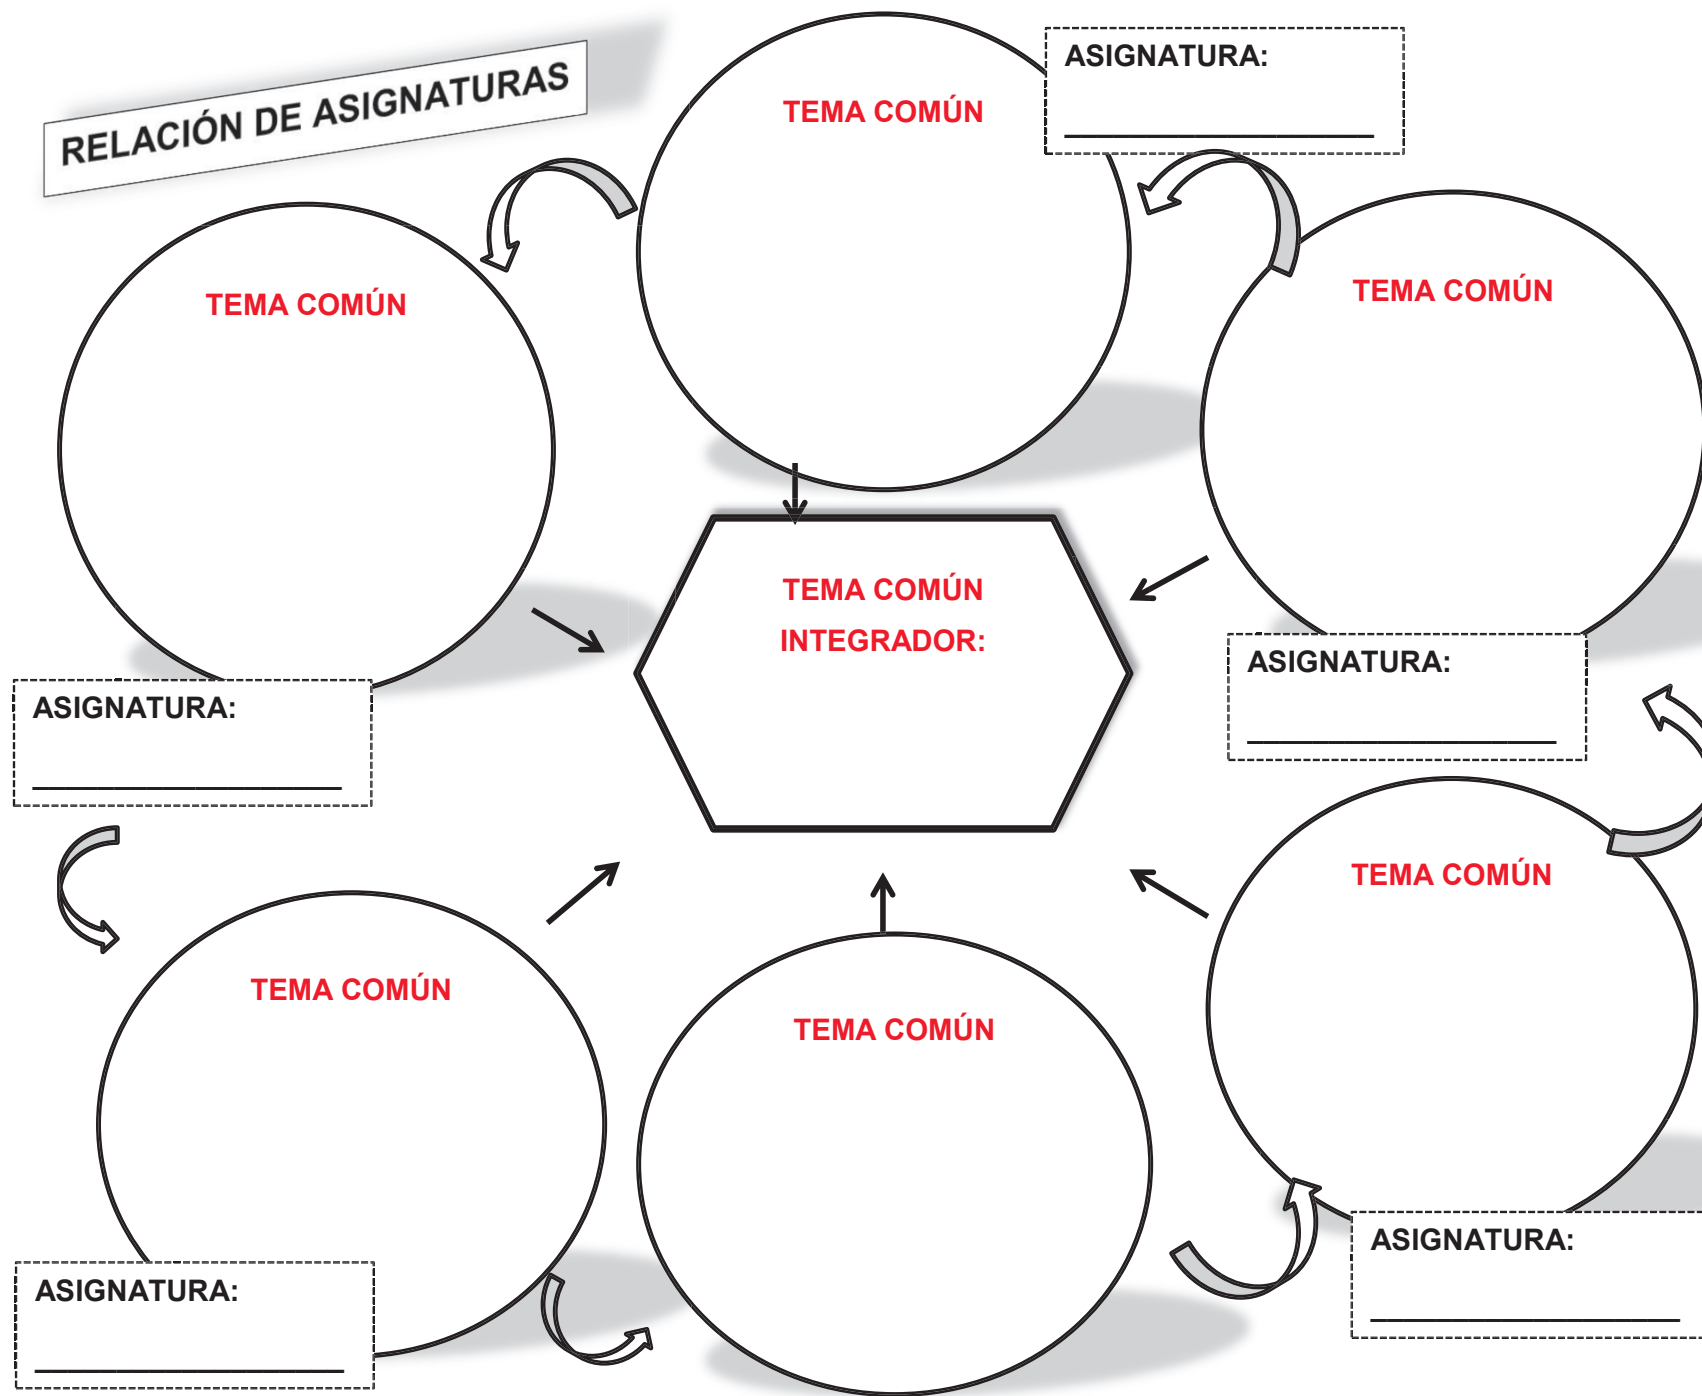 RELACIÓN DE ASIGNATURAS
TEMA COMÚN
ASIGNATURA:
TEMA COMÚN
TEMA COMÚN
TEMA COMÚN
INTEGRADOR:
ASIGNATURA:
ASIGNATURA:
TEMA COMÚN
TEMA COMÚN
TEMA COMÚN
ASIGNATURA:
ASIGNATURA: